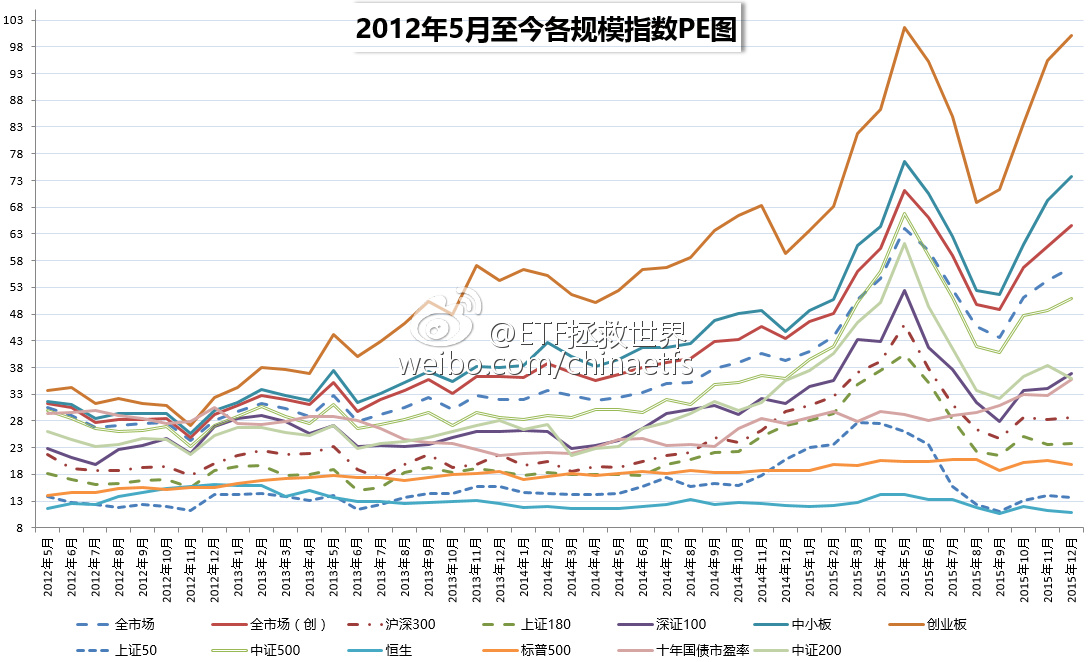 2012年5月至今各规模指数PE图
103
98
93
88
83
78
73
68
63
58
53
48
43
38
33
28
23
18
13
8
@ETF拯救世界
weibo.com/chinaetfs
2012年5月
2012年6月
2012年7月
2012年8月
2012年9月
2012年10月
2012年11月
2012年12月
2013年1月
2013年2月
2013年3月
2013年4月
2013年5月
2013年6月
2013年7月
2013年8月
2013年9月
2013年10月
2013年11月
2013年12月
2014年1月
2014年2月
2014年3月
2014年4月
2014年5月
2014年6月
2014年7月
2014年8月
2014年9月
2014年10月
2014年11月
2014年12月
2015年1月
2015年2月
2015年3月
2015年4月
2015年5月
2015年6月
2015年7月
2015年8月
2015年9月
2015年10月
2015年11月
2015年12月
全市场 全市场（创） 沪深300 上证180 深证100 中小板 创业板
上证50 中证500 恒生 标普500 十年国债市盈率 中证200